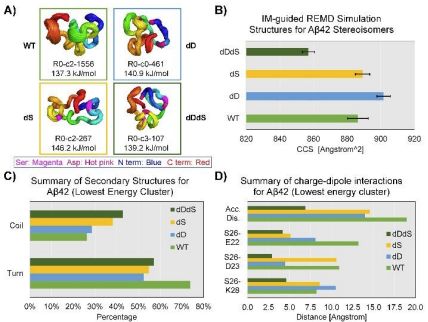 A)
WT
R0-c2-1556
137.3 kJ/mol
R0-c0-461
140.9 kJ/mol
dD
dS
R0-c2-267
146.2 kJ/mol
R0-c3-107
139.2 kJ/mol
dDdS
Ser: Magenta Asp: Hot pink N term: Blue C term: Red
B)
IM-guided REMD Simulation
Structures for Aβ42 Stereoisomers
dDdS
dS
dD
WT
820 840 860 880 900 920
CCS [Angstrom^2]
C)
Summary of Secondary Structures for
Aβ42 (Lowest Energy Cluster)
Coil
Turn
dDdS
dS
dD
WT
0% 10% 20% 30% 40% 50% 60% 70% 80%
Percentage
D)
Summary of charge-dipole interactions
for Aβ42 (Lowest energy cluster)
Acc.
Dis.
S26-
E22
S26-
D23
S26-
K28
dDdS
dS
dD
WT
0.0 2.5 5.0 7.5 10.0 12.5 15.0 17.5 20.0
Distance [Angstrom]